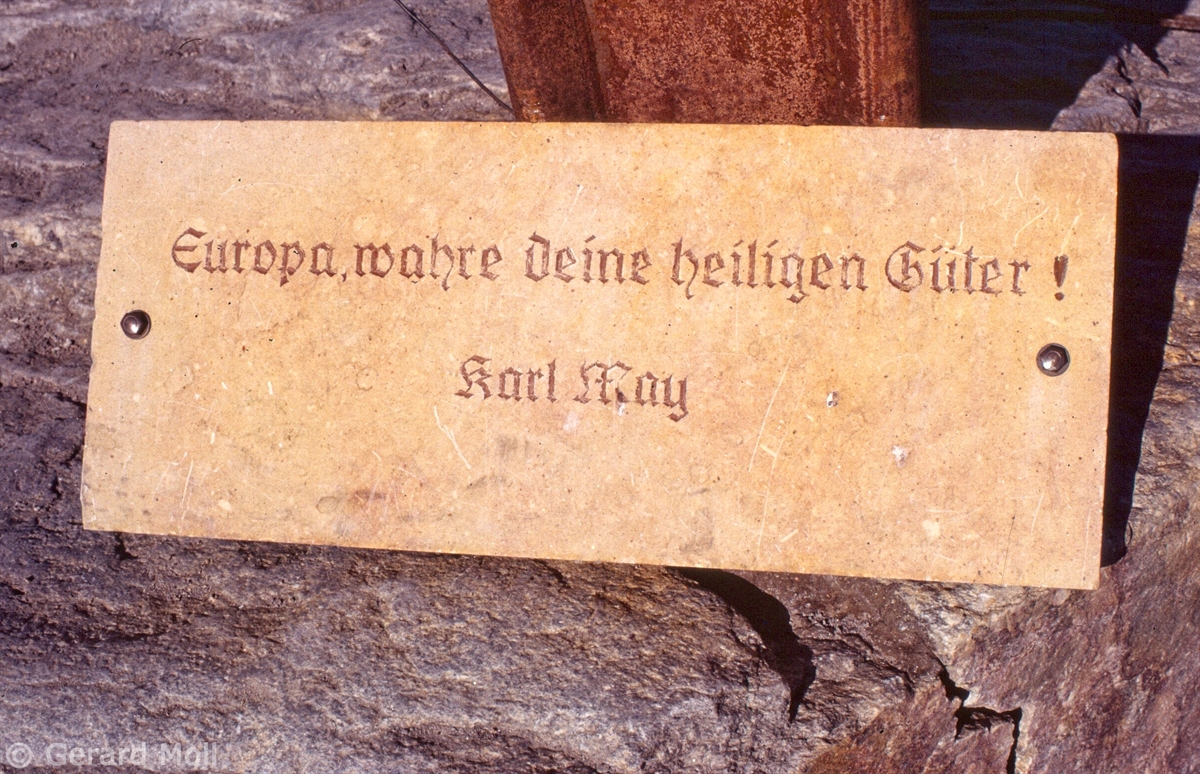 Europa, wahre deine heiligen Güter !
Karl May
© Gerard Moll